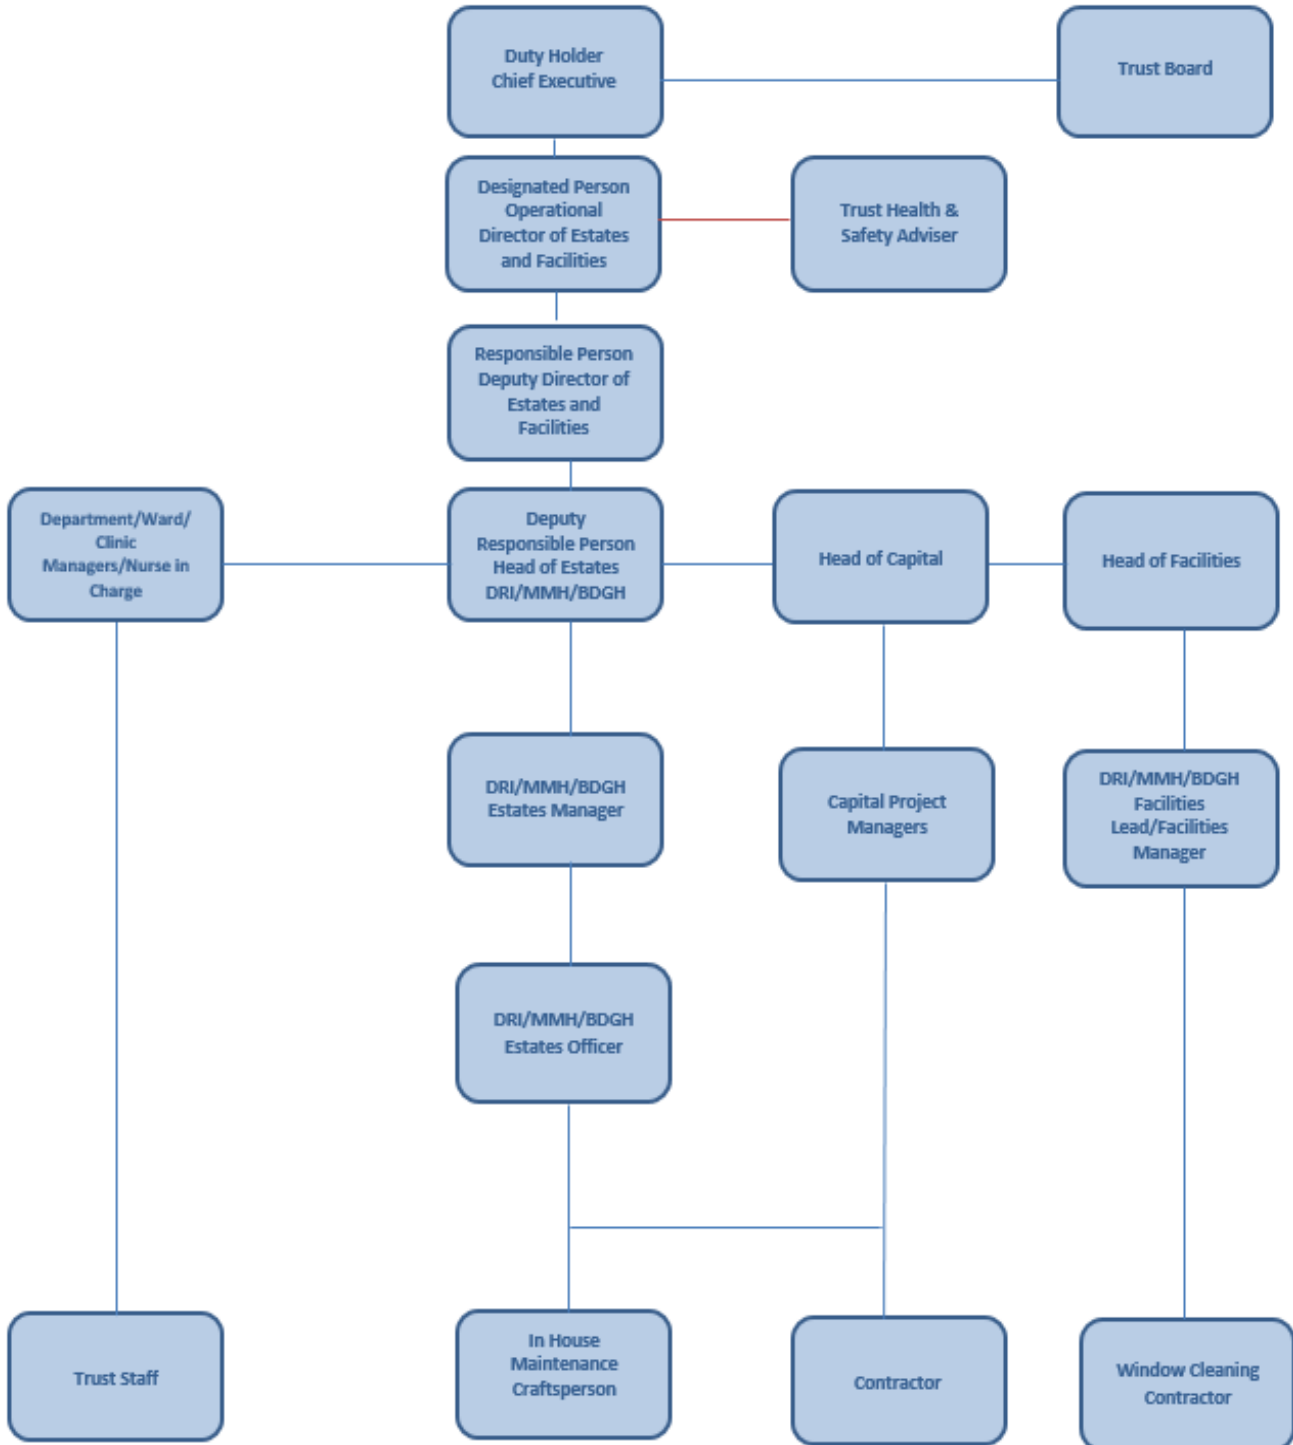 Duty Holder
Chief Executive
Trust Board
Designated Person
Operational
Director of Estates
and Facilities
Trust Health &
Safety Adviser
Responsible Person
Deputy Director of
Estates and
Facilities
Department/Ward/
Clinic
Managers/Nurse in
Charge
Deputy
Responsible Person
Head of Estates
DRI/MMH/BDGH
Head of Capital
Head of Facilities
DRI/MMH/BDGH
Estates Manager
Capital Project
Managers
DRI/MMH/BDGH
Facilities
Lead/Facilities
Manager
DRI/MMH/BDGH
Estates Officer
Trust Staff
In House
Maintenance
Craftsperson
Contractor
Window Cleaning
Contractor